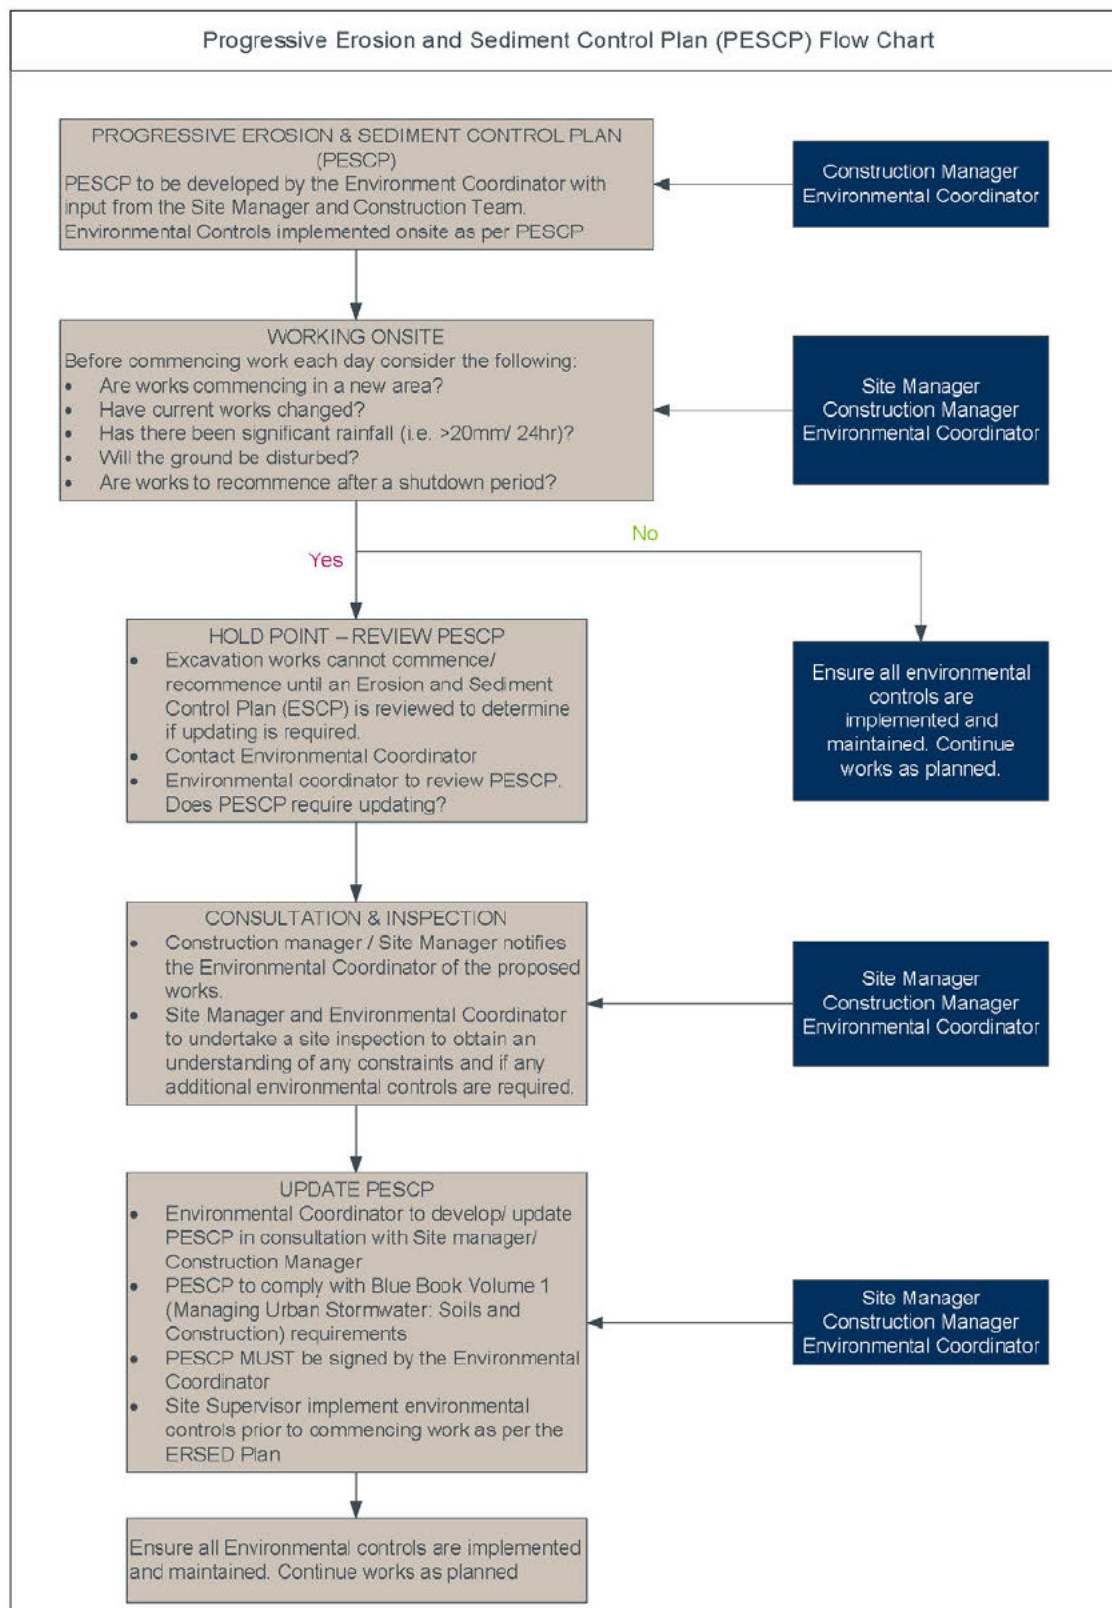 Progressive Erosion and Sediment Control Plan (PESCP) Flow Chart
PROGRESSIVE EROSION & SEDIMENT CONTROL PLAN
(PESCP)
PESCP to be developed by the Environment Coordinator with
input from the Site Manager and Construction Team.
Environmental Controls implemented onsite as per PESCP
Construction Manager
Environmental Coordinator
WORKING ONSITE
Before commencing work each day consider the following:
• Are works commencing in a new area?
• Have current works changed?
• Has there been significant rainfall (i.e. >20mm/ 24hr)?
• Will the ground be disturbed?
• Are works to recommence after a shutdown period?
Site Manager
Construction Manager
Environmental Coordinator
Yes
No
HOLD POINT – REVIEW PESCP
• Excavation works cannot commence/
recommence until an Erosion and Sediment
Control Plan (ESCP) is reviewed to determine
if updating is required.
• Contact Environmental Coordinator
• Environmental coordinator to review PESCP.
Does PESCP require updating?
Ensure all environmental
controls are
implemented and
maintained. Continue
works as planned.
CONSULTATION & INSPECTION
• Construction manager / Site Manager notifies
the Environmental Coordinator of the proposed
works.
• Site Manager and Environmental Coordinator
to undertake a site inspection to obtain an
understanding of any constraints and if any
additional environmental controls are required.
Site Manager
Construction Manager
Environmental Coordinator
UPDATE PESCP
• Environmental Coordinator to develop/ update
PESCP in consultation with Site manager/
Construction Manager
• PESCP to comply with Blue Book Volume 1
(Managing Urban Stormwater: Soils and
Construction) requirements
• PESCP MUST be signed by the Environmental
Coordinator
• Site Supervisor implement environmental
controls prior to commencing work as per the
ERSED Plan
Site Manager
Construction Manager
Environmental Coordinator
Ensure all Environmental controls are implemented
and maintained. Continue works as planned